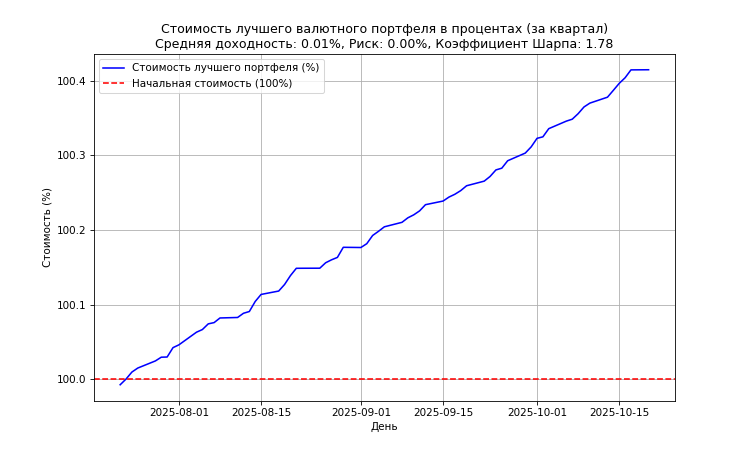 Стоимость лучшего валютного портфеля в процентах (за квартал)
Средняя доходность: 0.01%, Риск: 0.00%, Коэффициент Шарпа: 1.78
Стоимость лучшего портфеля (%)
Начальная стоимость (100%)
Стоимость (%)
100.4
100.3
100.2
100.1
100.0
2025-08-01
2025-08-15
2025-09-01
2025-09-15
2025-10-01
2025-10-15
День